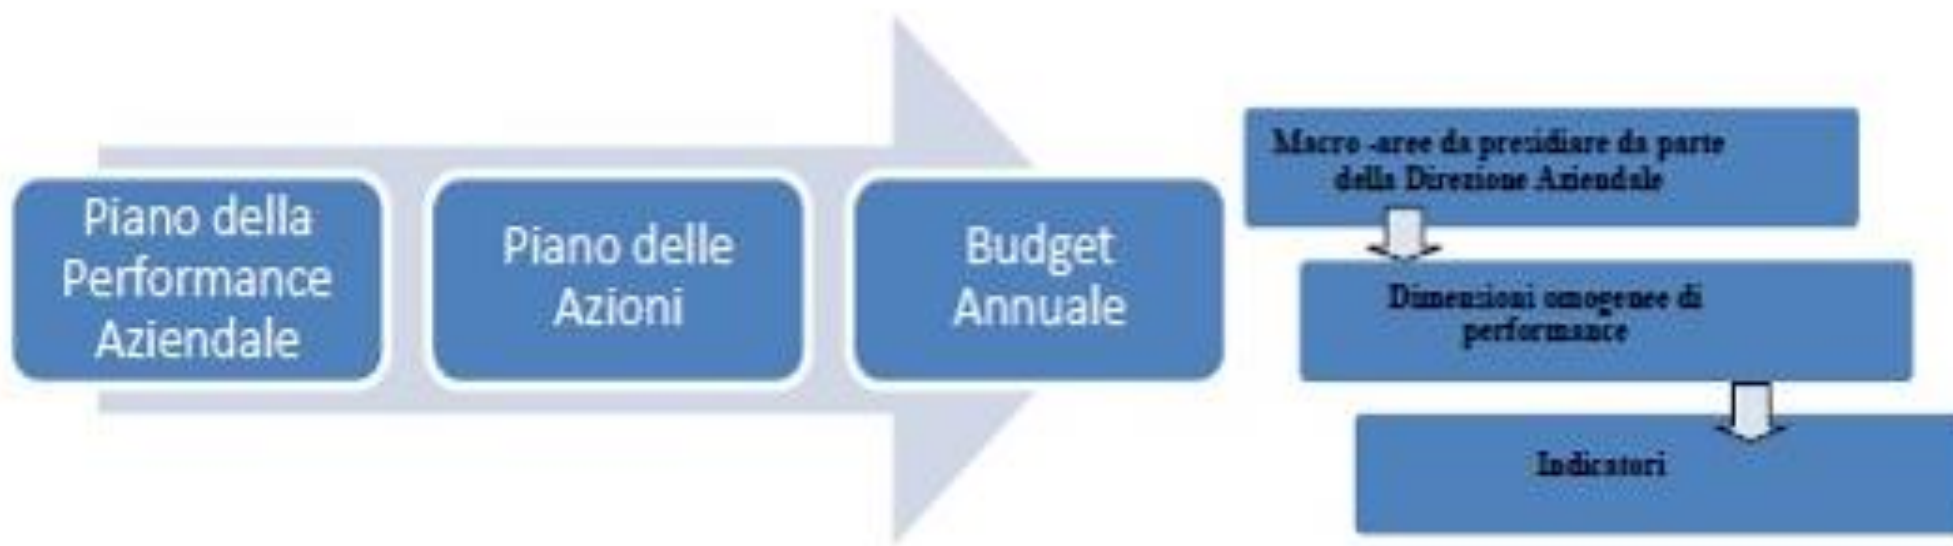 Piano della
Performance
Aziendale
Piano delle
Azioni
Budget
Annuale
Macro -aree da presidiare da parte
della Direzione Aziendale
Dimensioni omogenee di
performance
Indicatori